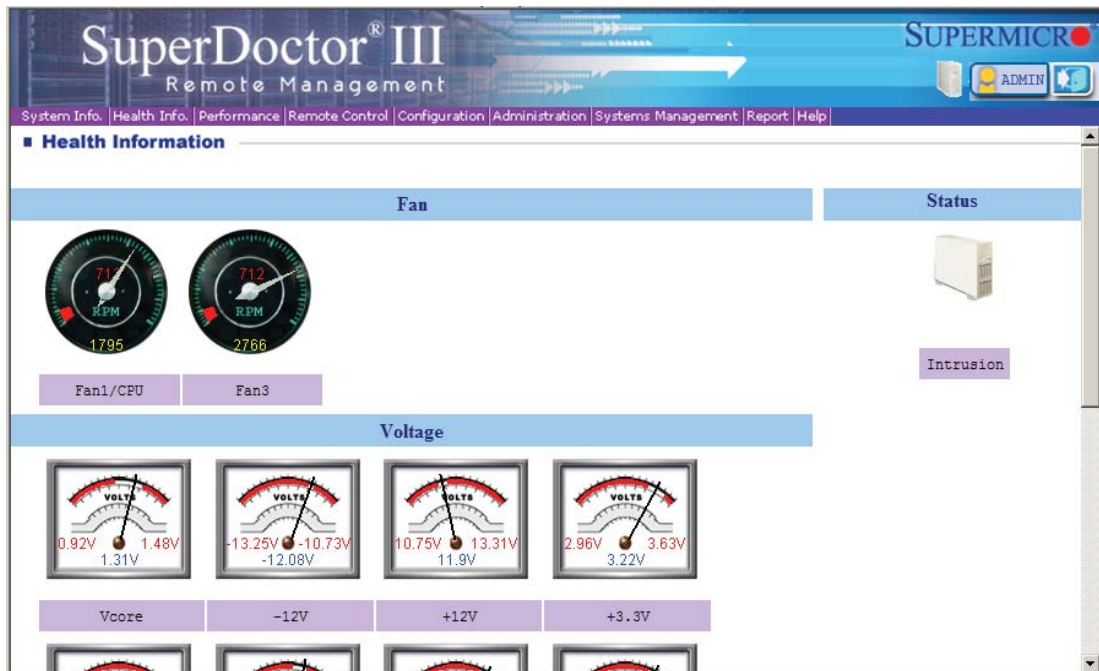 SuperDoctor® III
Remote Management
SUPERMICR
ADMIN
System Info. Health Info. Performance Remote Control Configuration Administration Systems Management Report Help
Health Information
Fan Status
712
RPM RPM
1795 2766
Fan1/CPU Fan3
Intrusion
Voltage
VOLTS VOLTS VOLTS VOLTS
0.92V 1.48V -13.25V -10.73V 10.75V 13.31V 2.96V 3.63V
1.31V -12.08V 11.9V 3.22V
Vcore -12V +12V +3.3V